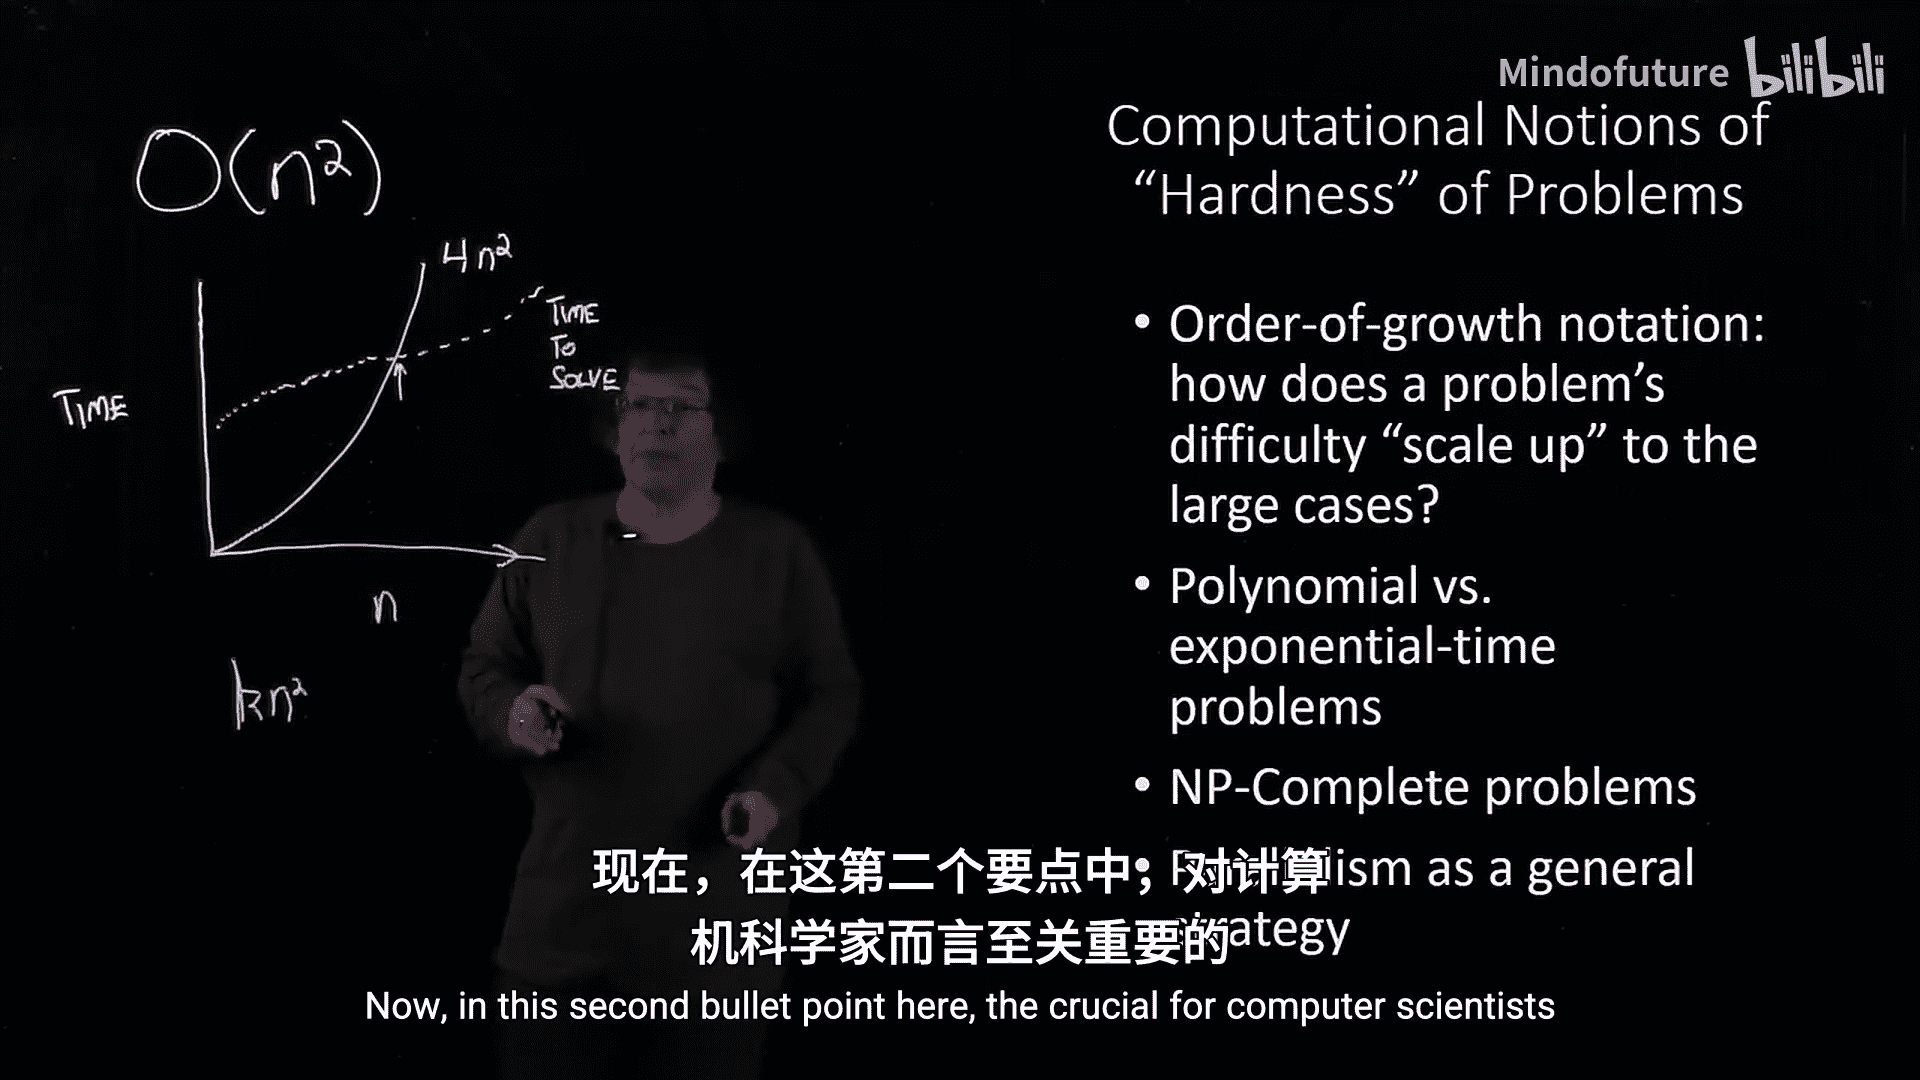 Mindofuture bilibili
Computational Notions of
“Hardness” of Problems
O(n²)
4n²
TIME
TO
SOLVE
TIME
n
kn²
• Order-of-growth notation:
how does a problem’s
difficulty “scale up” to the
large cases?
• Polynomial vs.
exponential-time
problems
• NP-Complete problems
• as a general
strategy
现在，在这第二个要点中；对计算
机科学家而言至关重要的
Now, in this second bullet point here, the crucial for computer scientists